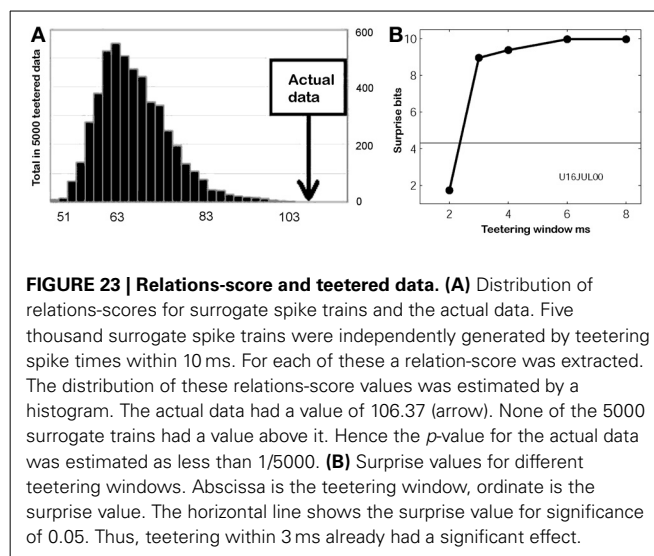 A
Total in 5000 teetered data
600
400
200
0
Actual
data
51
63
83
103
B
10
8
6
4
2
Surprise bits
U16JUL00
2
4
6
8
Teetering window ms
FIGURE 23 | Relations-score and teetered data. (A) Distribution of
relations-scores for surrogate spike trains and the actual data. Five
thousand surrogate spike trains were independently generated by teetering
spike times within 10 ms. For each of these a relation-score was extracted.
The distribution of these relations-score values was estimated by a
histogram. The actual data had a value of 106.37 (arrow). None of the 5000
surrogate trains had a value above it. Hence the p-value for the actual data
was estimated as less than 1/5000. (B) Surprise values for different
teetering windows. Abscissa is the teetering window, ordinate is the
surprise value. The horizontal line shows the surprise value for significance
of 0.05. Thus, teetering within 3 ms already had a significant effect.